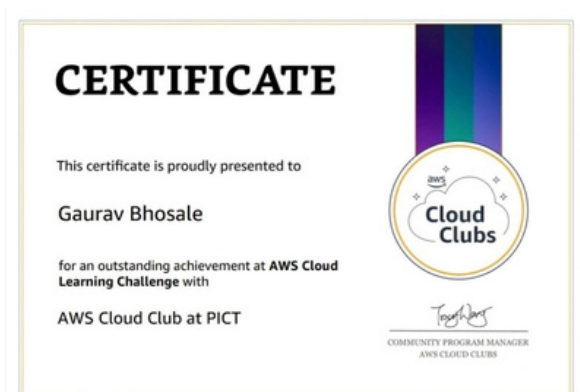 CERTIFICATE
This certificate is proudly presented to
Gaurav Bhosale
for an outstanding achievement at AWS Cloud
Learning Challenge with
AWS Cloud Club at PICT
aws
Cloud
Clubs
COMMUNITY PROGRAM MANAGER
AWS CLOUD CLUBS